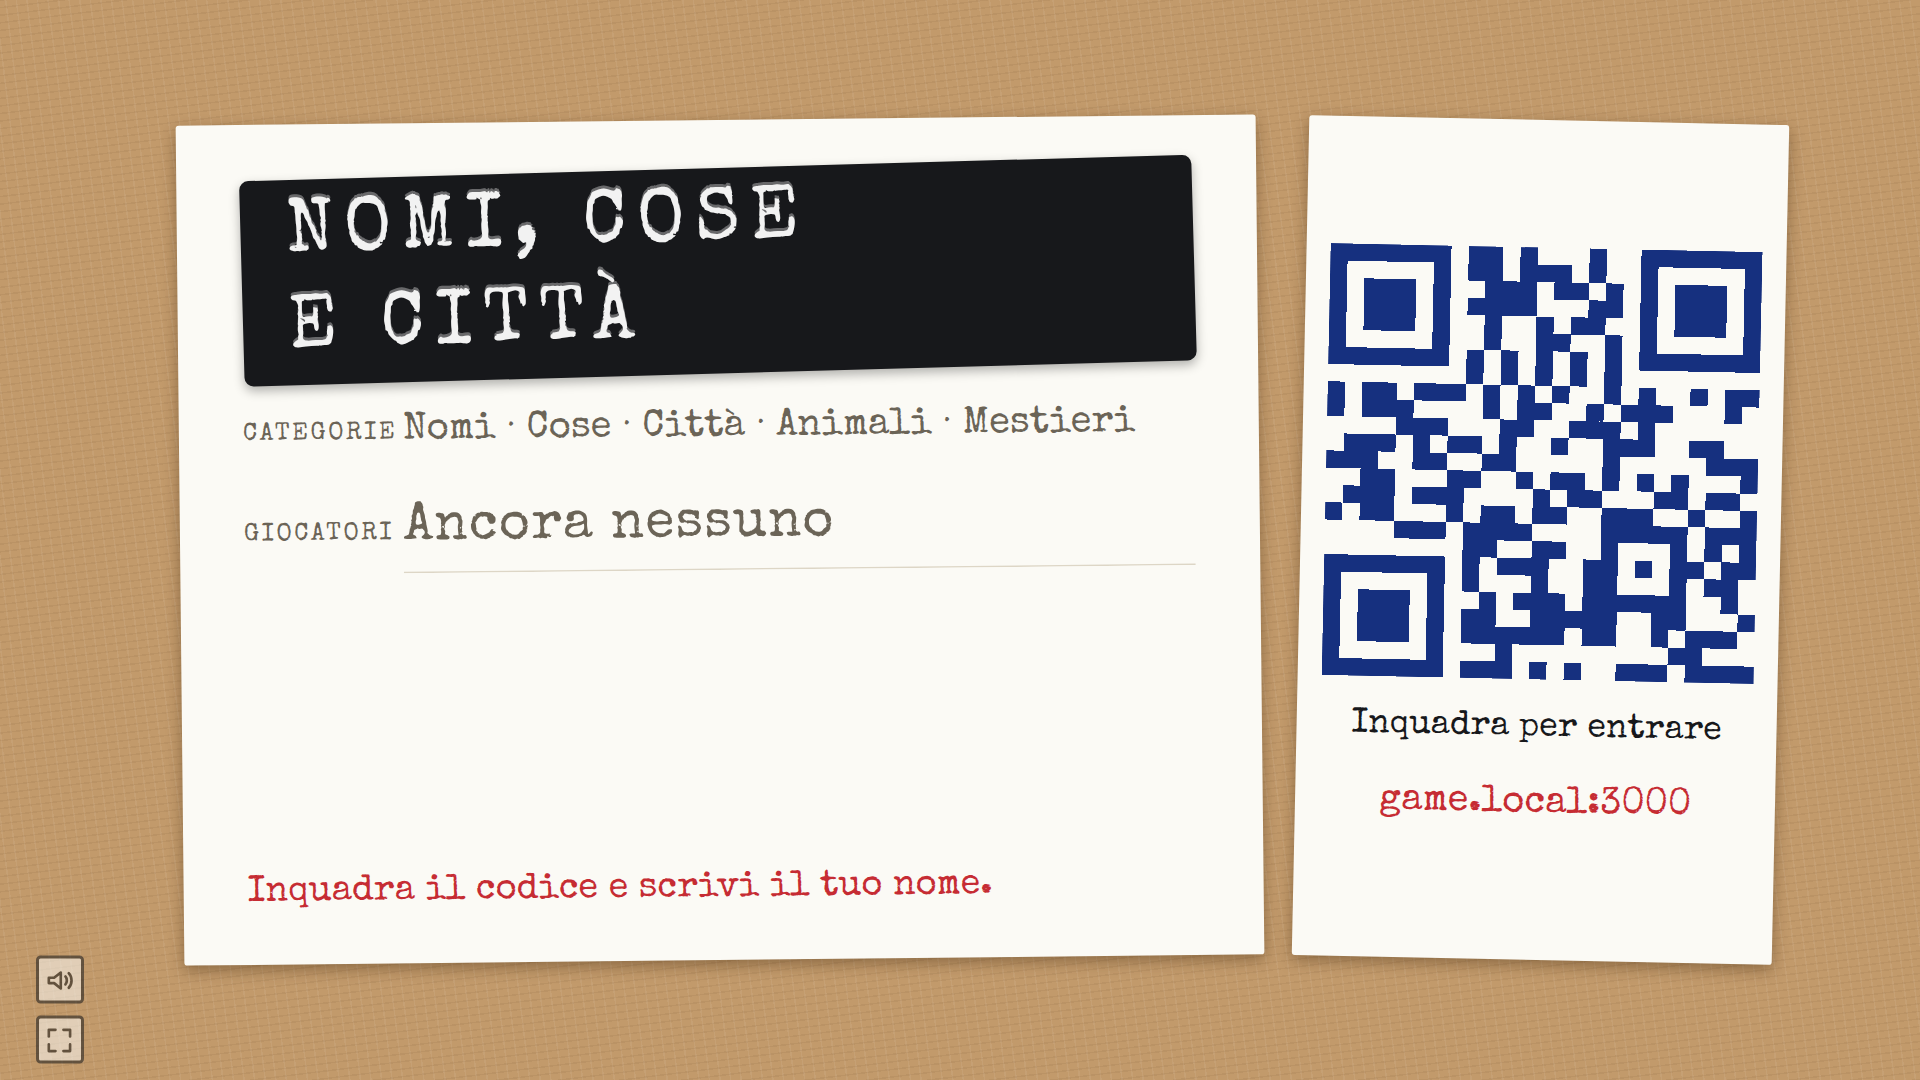 NOMI, COSE
E CITTÀ
CATEGORIE Nomi · Cose · Città · Animali · Mestieri
GIOCATORI Ancora nessuno
Inquadra il codice e scrivi il tuo nome.
Inquadra per entrare
game.local:3000